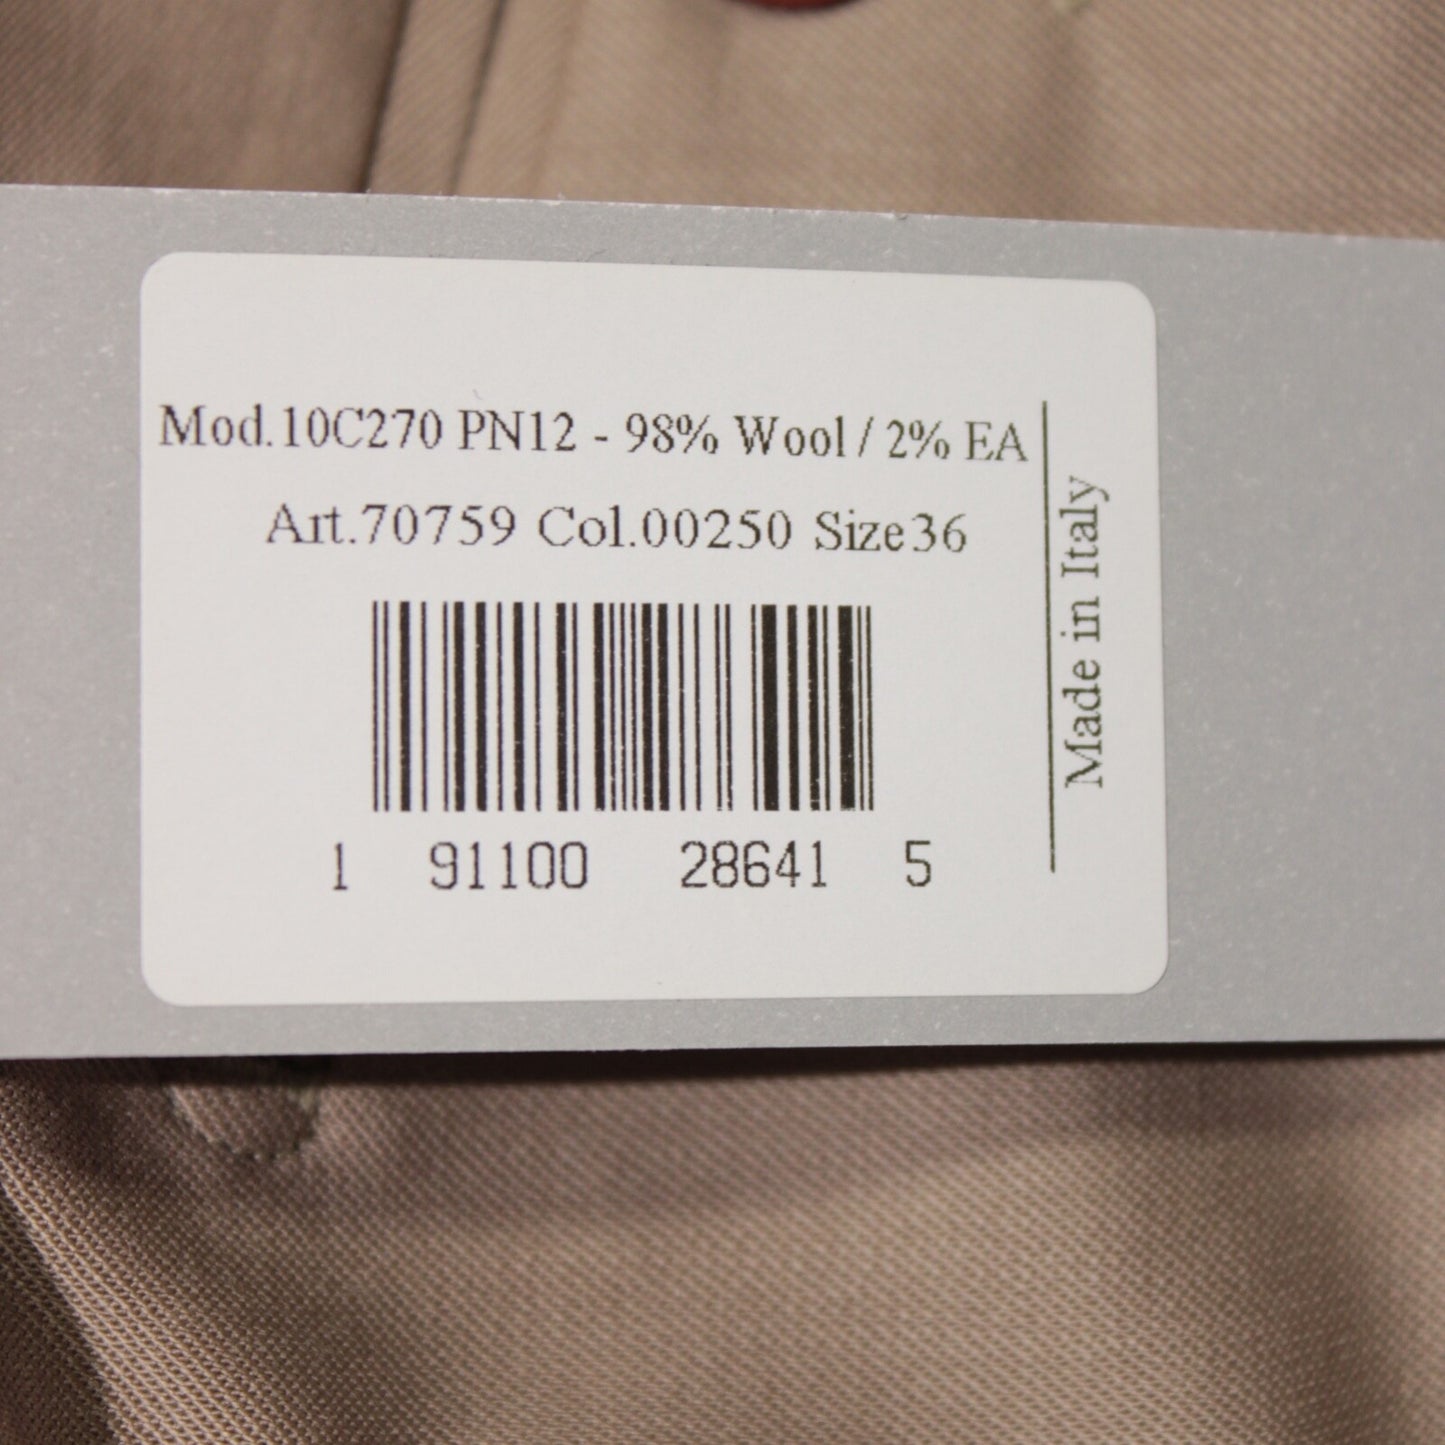 Mod.10C270 PN12 - 98% Wool / 2% EA
Art.70759 Col.00250 Size36
1 91100 28641 5
Made in Italy